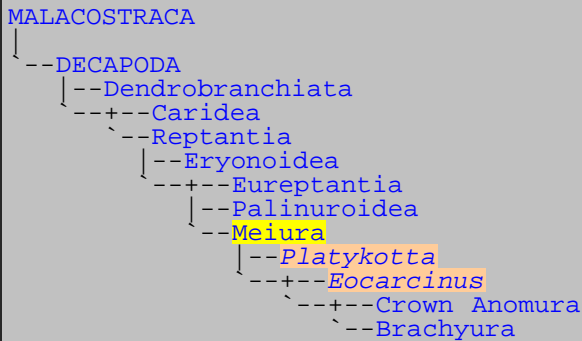 MALACOSTRACA
|
`--DECAPODA
   |--Dendrobranchiata
   `--+--Caridea
      `--Reptantia
         |--Eryonoidea
         `--+--Eureptantia
            |--Palinuroidea
            `--Meiura
               |--Platykotta
               `--+--Eocarcinus
                  `--+--Crown Anomura
                     `--Brachyura